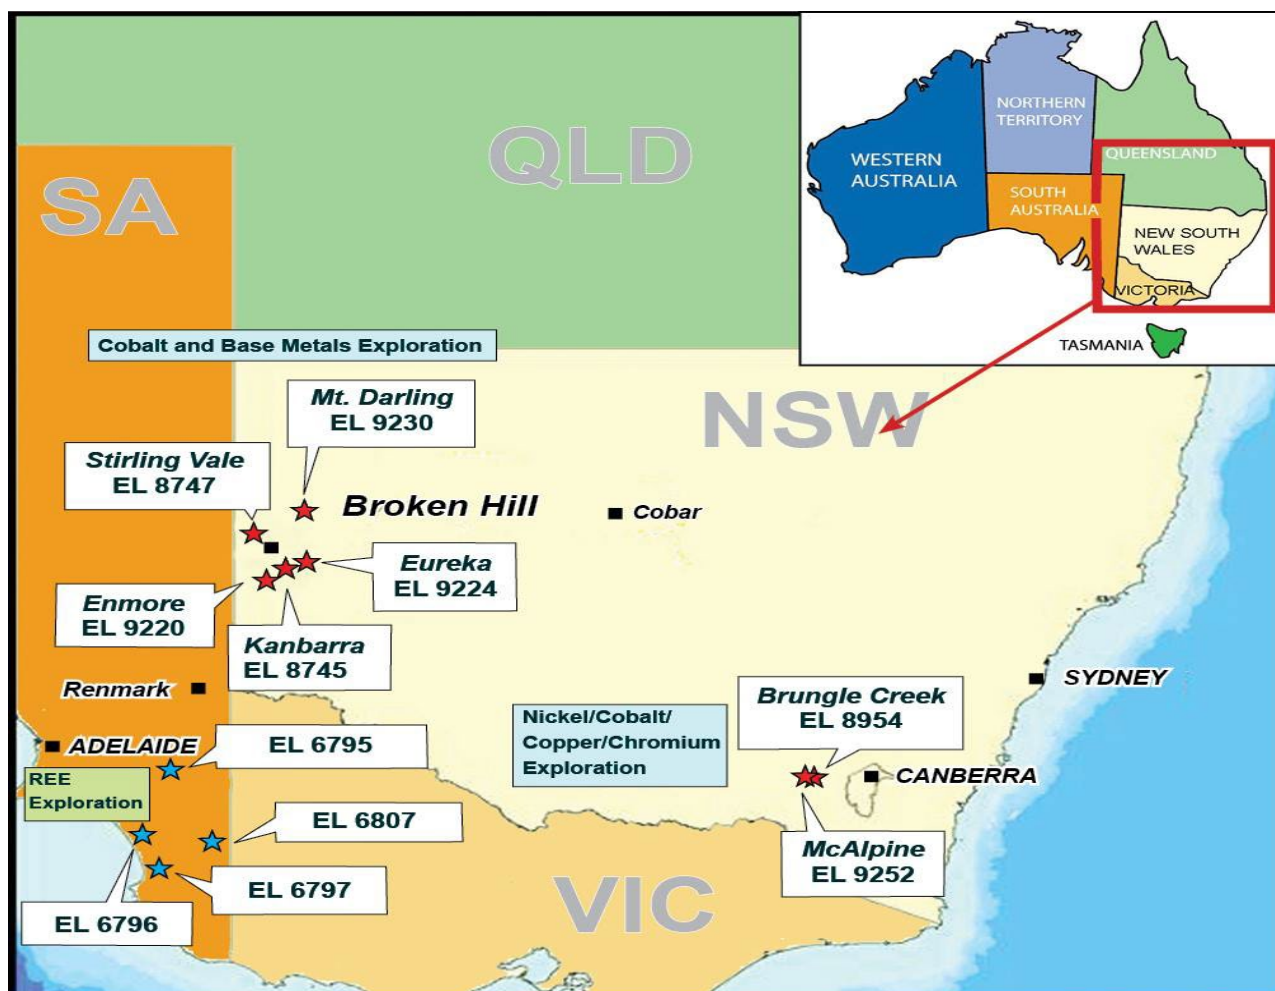 QLD
SA
NORTHERN
TERRITORY
WESTERN
AUSTRALIA
QUEENSLAND
SOUTH
AUSTRALIA
NEW SOUTH
WALES
VICTORIA
TASMANIA
Cobalt and Base Metals Exploration
NSW
Mt. Darling
EL 9230
Stirling Vale
EL 8747
Broken Hill
Cobar
Eureka
EL 9224
Enmore
EL 9220
Kanbarra
EL 8745
Renmark
SYDNEY
Brungle Creek
EL 8954
Nickel/Cobalt/
Copper/Chromium
Exploration
ADELAIDE
EL 6795
CANBERRA
REE
Exploration
EL 6807
McAlpine
EL 9252
EL 6797
VIC
EL 6796